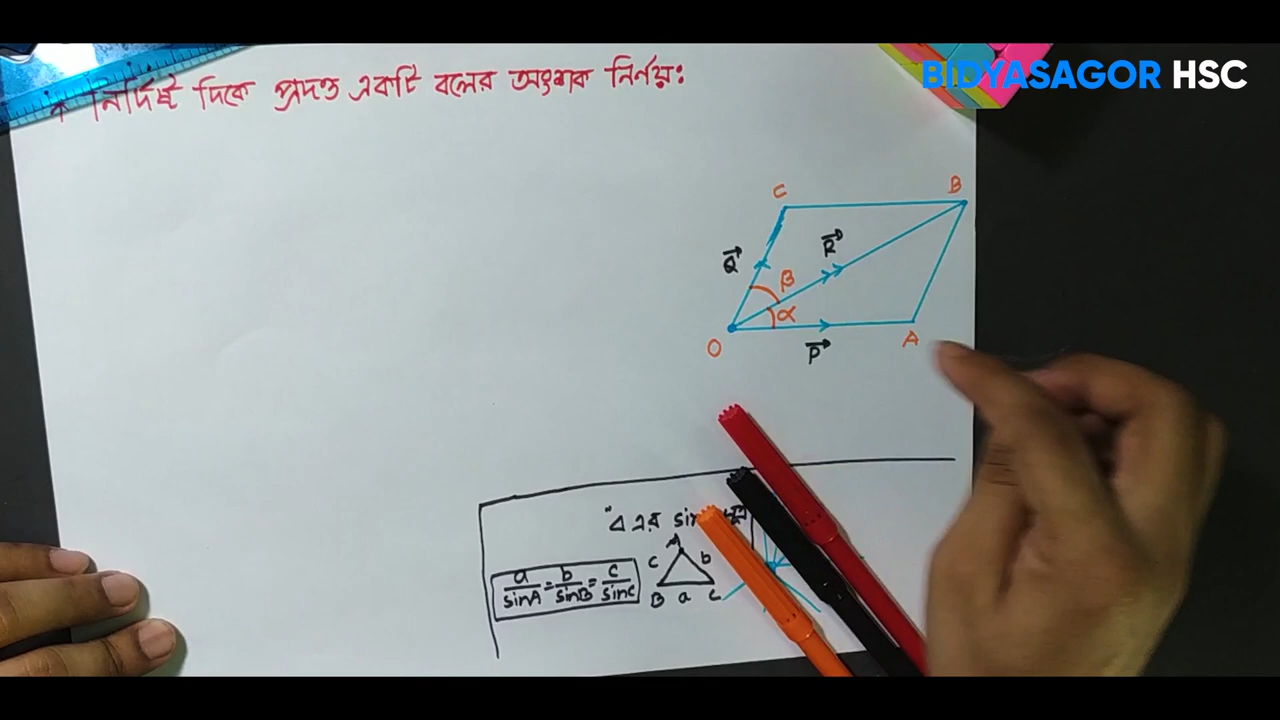 * নির্দিষ্ট দিকে প্রদত্ত একটি বলের অংশক নির্ণয়ঃ
BIDYASAGOR HSC
C B
Q⃗ R⃗
β
α
O A
P⃗
"Δ এর sin
A
c b
a/sinA = b/sinB = c/sinC
B a C